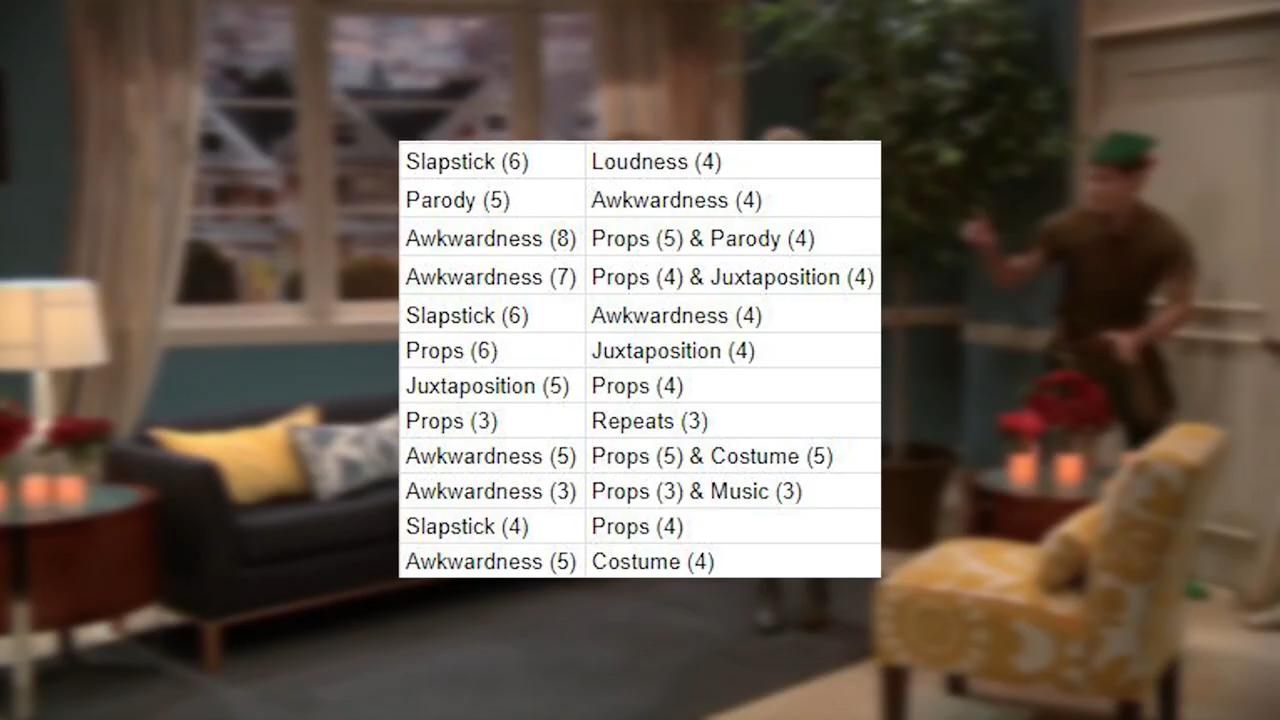 Slapstick (6) Loudness (4)
Parody (5) Awkwardness (4)
Awkwardness (8) Props (5) & Parody (4)
Awkwardness (7) Props (4) & Juxtaposition (4)
Slapstick (6) Awkwardness (4)
Props (6) Juxtaposition (4)
Juxtaposition (5) Props (4)
Props (3) Repeats (3)
Awkwardness (5) Props (5) & Costume (5)
Awkwardness (3) Props (3) & Music (3)
Slapstick (4) Props (4)
Awkwardness (5) Costume (4)